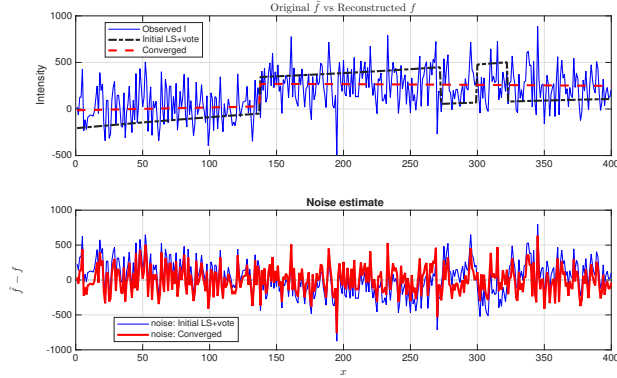 Original f̃ vs Reconstructed f
Intensity
1000
500
0
-500
Observed I
Initial LS+vote
Converged
0
50
100
150
200
250
300
350
400
Noise estimate
f̃ − f
1000
500
0
-500
-1000
noise: Initial LS+vote
noise: Converged
0
50
100
150
200
250
300
350
400
x